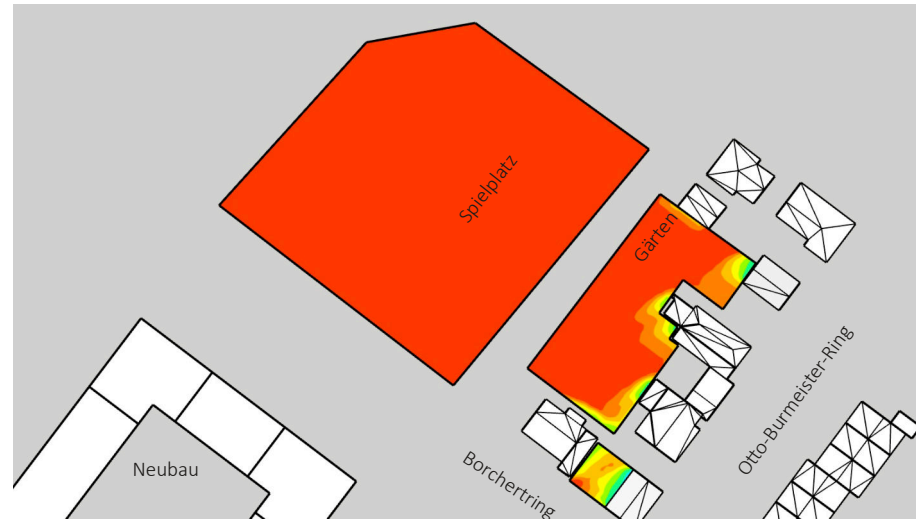 Spielplatz
Gärten
Otto-Burmeister-Ring
Neubau
Borchertring